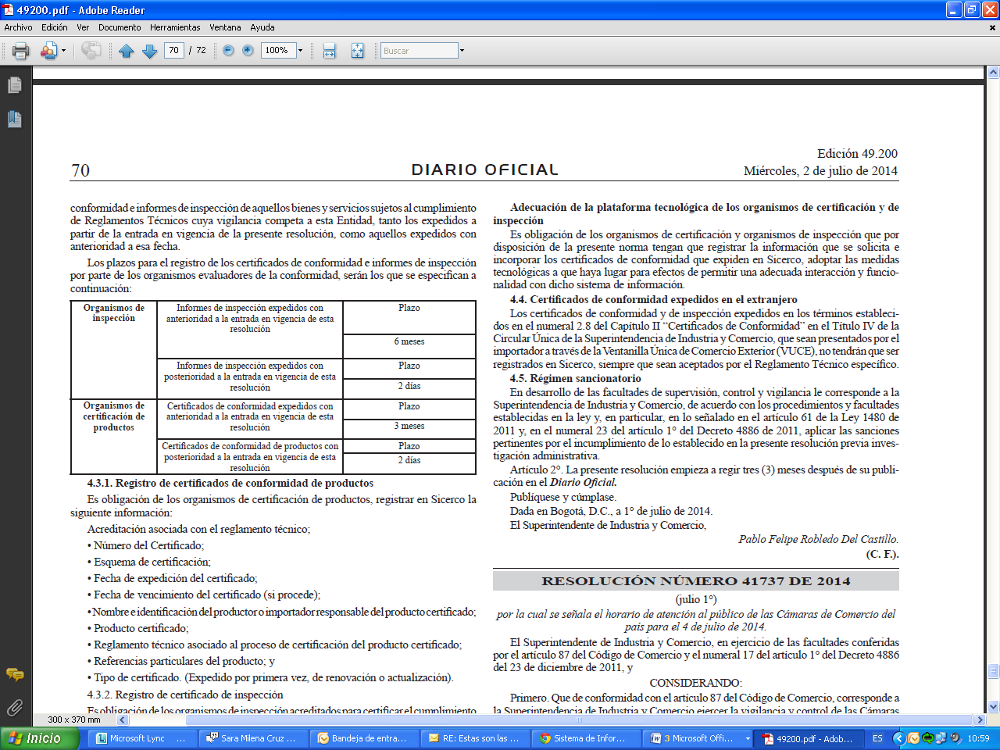 49200.pdf - Adobe Reader
Archivo Edición Ver Documento Herramientas Ventana Ayuda
70 / 72 100% Buscar
Edición 49.200
70 DIARIO OFICIAL Miércoles, 2 de julio de 2014
conformidad e informes de inspección de aquellos bienes y servicios sujetos al cumplimiento
de Reglamentos Técnicos cuya vigilancia competa a esta Entidad, tanto los expedidos a
partir de la entrada en vigencia de la presente resolución, como aquellos expedidos con
anterioridad a esa fecha.
Los plazos para el registro de los certificados de conformidad e informes de inspección
por parte de los organismos evaluadores de la conformidad, serán los que se especifican a
continuación:
Organismos de
inspección
Informes de inspección expedidos con
anterioridad a la entrada en vigencia de esta
resolución
Plazo
6 meses
Informes de inspección expedidos con
posterioridad a la entrada en vigencia de esta
resolución
Plazo
2 días
Organismos de
certificación de
productos
Certificados de conformidad expedidos con
anterioridad a la entrada en vigencia de esta
resolución
Plazo
3 meses
Certificados de conformidad de productos con
posterioridad a la entrada en vigencia de esta
resolución
Plazo
2 días
4.3.1. Registro de certificados de conformidad de productos
Es obligación de los organismos de certificación de productos, registrar en Sicerco la
siguiente información:
Acreditación asociada con el reglamento técnico;
• Número del Certificado;
• Esquema de certificación;
• Fecha de expedición del certificado;
• Fecha de vencimiento del certificado (si procede);
• Nombre e identificación del productor o importador responsable del producto certificado;
• Producto certificado;
• Reglamento técnico asociado al proceso de certificación del producto certificado;
• Referencias particulares del producto; y
• Tipo de certificado. (Expedido por primera vez, de renovación o actualización).
4.3.2. Registro de certificado de inspección
Es obligación de los organismos de inspección acreditados para certificar el cumplimiento
Adecuación de la plataforma tecnológica de los organismos de certificación y de
inspección
Es obligación de los organismos de certificación y organismos de inspección que por
disposición de la presente norma tengan que registrar la información que se solicita e
incorporar los certificados de conformidad que expiden en Sicerco, adoptar las medidas
tecnológicas a que haya lugar para efectos de permitir una adecuada interacción y funcio-
nalidad con dicho sistema de información.
4.4. Certificados de conformidad expedidos en el extranjero
Los certificados de conformidad y de inspección expedidos en los términos estableci-
dos en el numeral 2.8 del Capítulo II “Certificados de Conformidad” en el Título IV de la
Circular Única de la Superintendencia de Industria y Comercio, que sean presentados por el
importador a través de la Ventanilla Única de Comercio Exterior (VUCE), no tendrán que ser
registrados en Sicerco, siempre que sean aceptados por el Reglamento Técnico específico.
4.5. Régimen sancionatorio
En desarrollo de las facultades de supervisión, control y vigilancia le corresponde a la
Superintendencia de Industria y Comercio, de acuerdo con los procedimientos y facultades
establecidas en la ley y, en particular, en lo señalado en el artículo 61 de la Ley 1480 de
2011 y, en el numeral 23 del artículo 1° del Decreto 4886 de 2011, aplicar las sanciones
pertinentes por el incumplimiento de lo establecido en la presente resolución previa inves-
tigación administrativa.
Artículo 2°. La presente resolución empieza a regir tres (3) meses después de su publi-
cación en el Diario Oficial.
Publíquese y cúmplase.
Dada en Bogotá, D.C., a 1° de julio de 2014.
El Superintendente de Industria y Comercio,
Pablo Felipe Robledo Del Castillo.
(C. F.).
RESOLUCIÓN NÚMERO 41737 DE 2014
(julio 1°)
por la cual se señala el horario de atención al público de las Cámaras de Comercio del
país para el 4 de julio de 2014.
El Superintendente de Industria y Comercio, en ejercicio de las facultades conferidas
por el artículo 87 del Código de Comercio y el numeral 17 del artículo 1° del Decreto 4886
del 23 de diciembre de 2011, y
CONSIDERANDO:
Primero. Que de conformidad con el artículo 87 del Código de Comercio, corresponde a
la Superintendencia de Industria y Comercio ejercer la vigilancia y control de las Cámaras
300 x 370 mm
Inicio Microsoft Lync ... Sara Milena Cruz ... Bandeja de entra... RE: Estas son las ... Sistema de Infor... 3 Microsoft Offi... 49200.pdf - Adob... ES 10:59